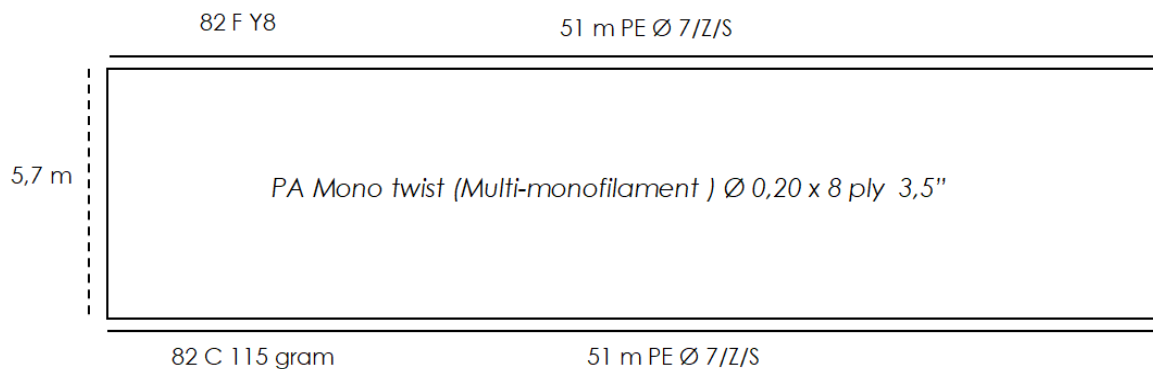 82 F Y8
51 m PE Ø 7/Z/S
5,7 m
PA Mono twist (Multi-monofilament ) Ø 0,20 x 8 ply  3,5”
82 C 115 gram
51 m PE Ø 7/Z/S